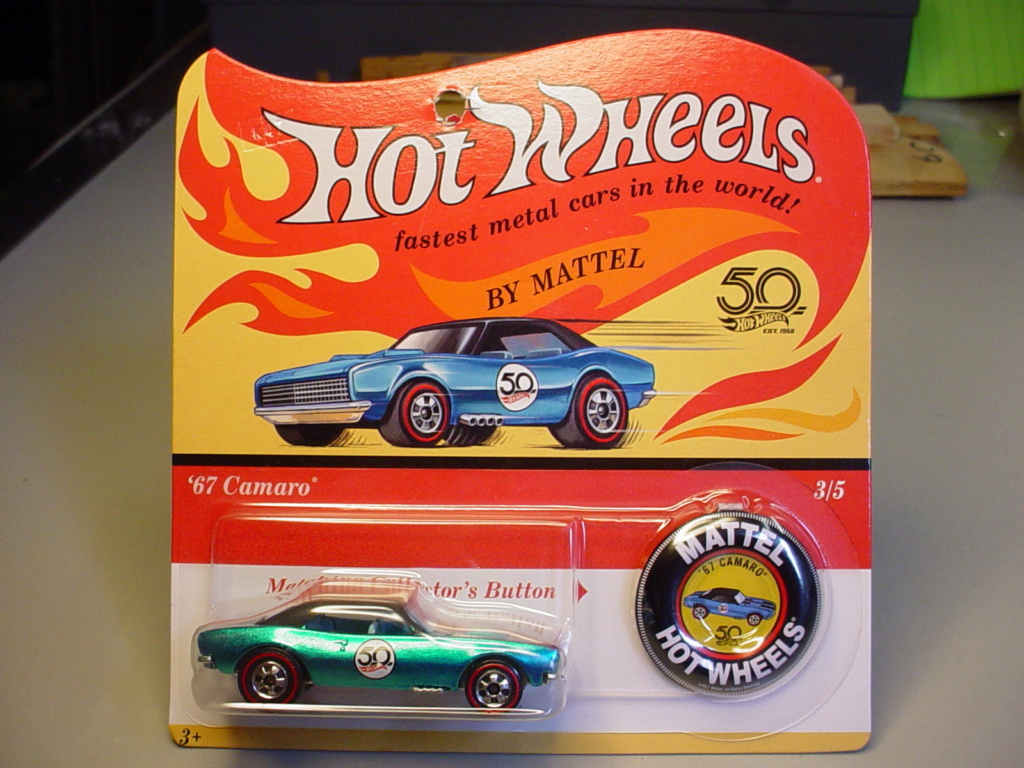 HOT WHEELS®
fastest metal cars in the world!
BY MATTEL
50
HOT WHEELS
EST. 1968
50
'67 Camaro®
3/5
Matching Collector's Button
50
MATTEL
"67 CAMARO"
50
HOT WHEELS®
3+